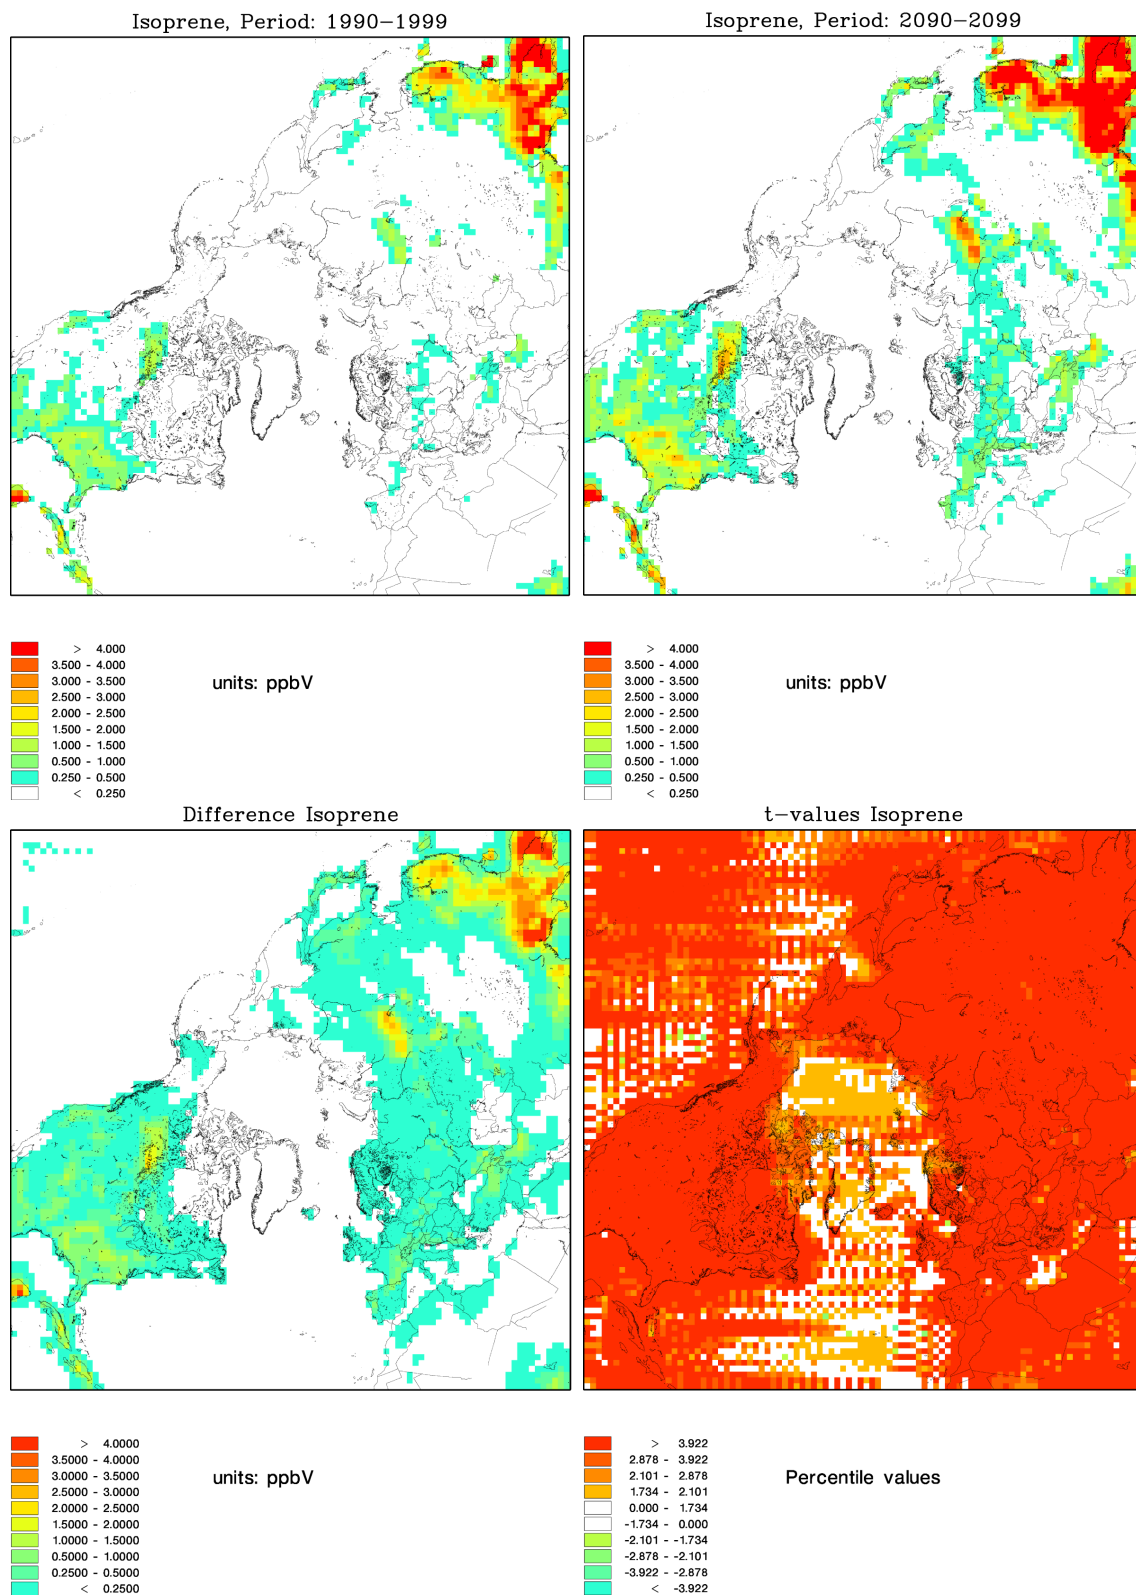 Isoprene, Period: 1990−1999
Isoprene, Period: 2090−2099
> 4.000
3.500 - 4.000
3.000 - 3.500
2.500 - 3.000
2.000 - 2.500
1.500 - 2.000
1.000 - 1.500
0.500 - 1.000
0.250 - 0.500
< 0.250
units: ppbV
> 4.000
3.500 - 4.000
3.000 - 3.500
2.500 - 3.000
2.000 - 2.500
1.500 - 2.000
1.000 - 1.500
0.500 - 1.000
0.250 - 0.500
< 0.250
units: ppbV
Difference Isoprene
t−values Isoprene
> 4.0000
3.5000 - 4.0000
3.0000 - 3.5000
2.5000 - 3.0000
2.0000 - 2.5000
1.5000 - 2.0000
1.0000 - 1.5000
0.5000 - 1.0000
0.2500 - 0.5000
< 0.2500
units: ppbV
> 3.922
2.878 - 3.922
2.101 - 2.878
1.734 - 2.101
0.000 - 1.734
-1.734 - 0.000
-2.101 - -1.734
-2.878 - -2.101
-3.922 - -2.878
< -3.922
Percentile values